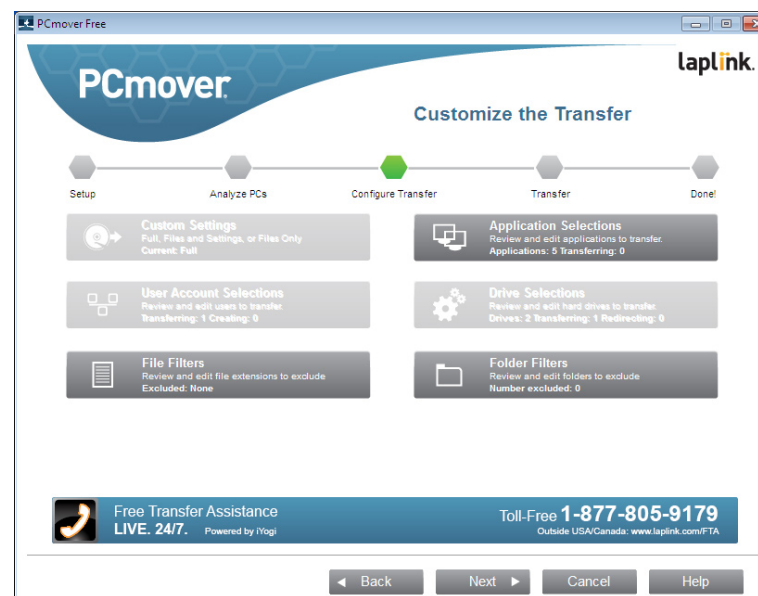 PCmover Free
laplink.
PCmover
Customize the Transfer
Setup
Analyze PCs
Configure Transfer
Transfer
Done!
Custom Settings
Full, Files and Settings, or Files Only
Current: Full
Application Selections
Review and edit applications to transfer.
Applications: 5 Transferring: 0
User Account Selections
Review and edit users to transfer.
Transferring: 1 Creating: 0
Drive Selections
Review and edit hard drives to transfer.
Drives: 2 Transferring: 1 Redirecting: 0
File Filters
Review and edit file extensions to exclude
Excluded: None
Folder Filters
Review and edit folders to exclude
Number excluded: 0
Free Transfer Assistance
LIVE. 24/7. Powered by iYogi
Toll-Free 1-877-805-9179
Outside USA/Canada: www.laplink.com/FTA
Back
Next
Cancel
Help